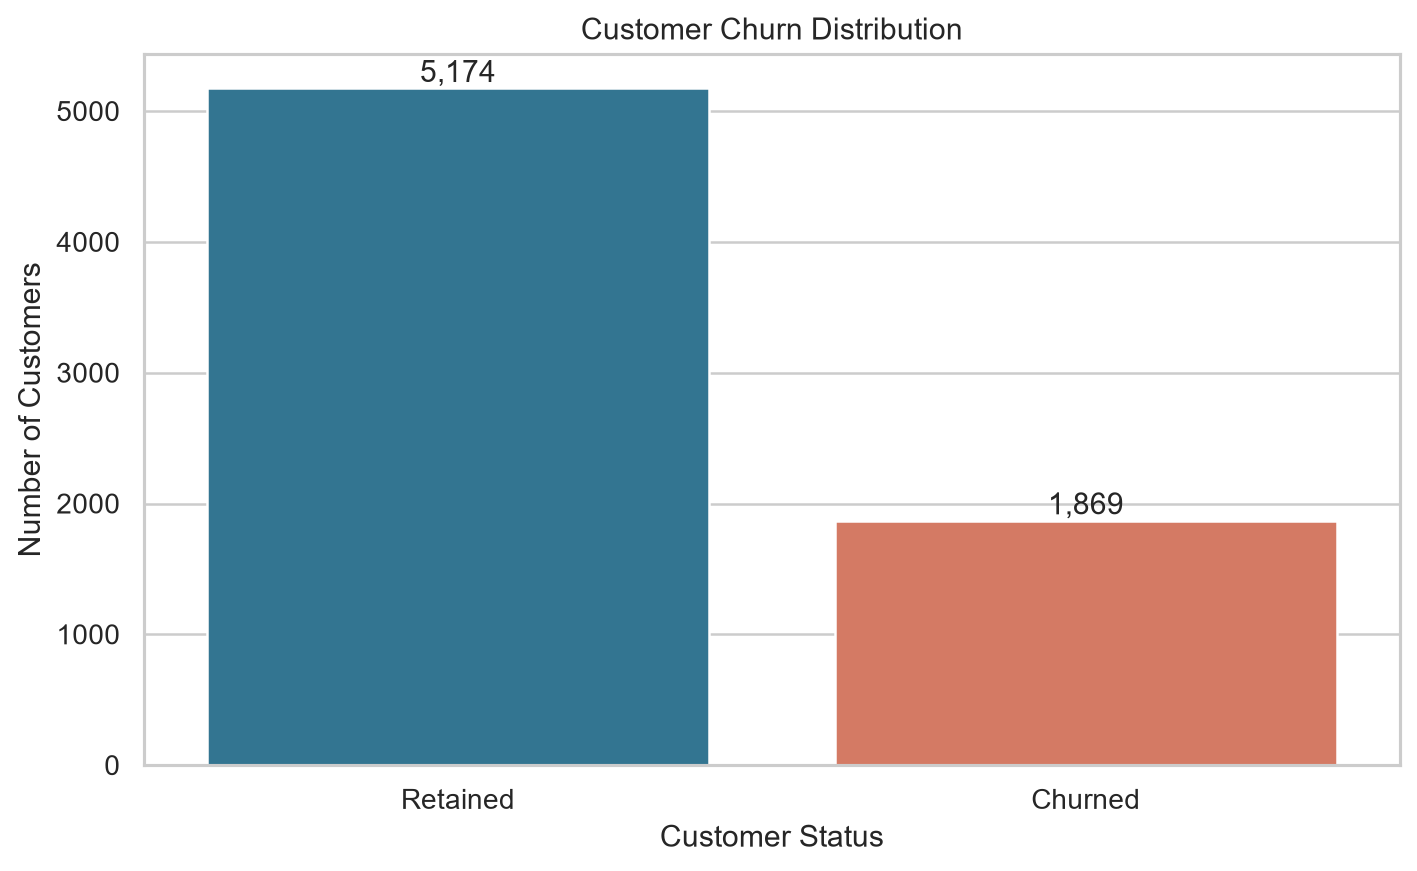 Customer Churn Distribution
5,174
5000
4000
3000
2000
1,869
1000
0
Number of Customers
Retained
Churned
Customer Status